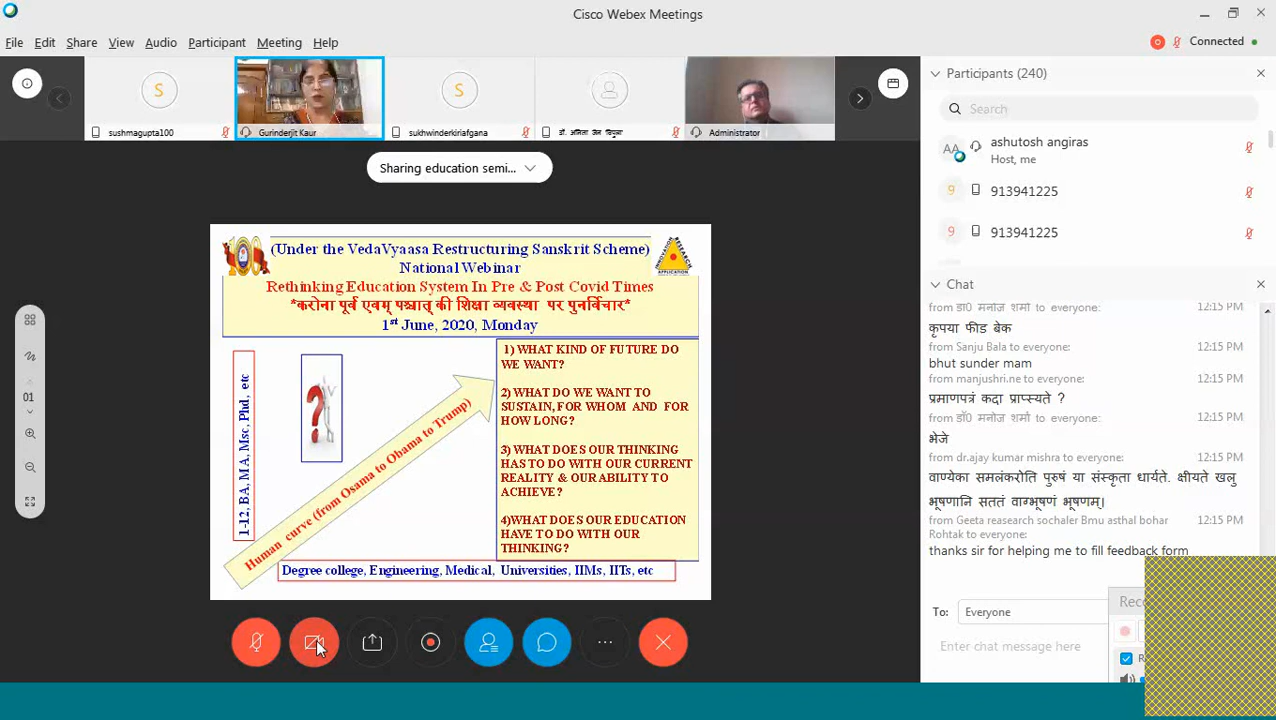 Cisco Webex Meetings
File Edit Share View Audio Participant Meeting Help
Connected
S
sushmagupta100
Gurinderjit Kaur
S
sukhwinderkiriafgana
Administrator
Sharing education semi...
(Under the VedaVyaasa Restructuring Sanskrit Scheme)
National Webinar
Rethinking Education System In Pre & Post Covid Times
*करोना पूर्व एवम् पश्चात् की शिक्षा व्यवस्था पर पुनर्विचार*
1st June, 2020, Monday
INNOVATION RESEARCH
APPLICATION
1-12, BA, MA, Msc, Phd, etc
Human curve (from Osama to Obama to Trump)
1) WHAT KIND OF FUTURE DO
WE WANT?
2) WHAT DO WE WANT TO
SUSTAIN, FOR WHOM AND FOR
HOW LONG?
3) WHAT DOES OUR THINKING
HAS TO DO WITH OUR CURRENT
REALITY & OUR ABILITY TO
ACHIEVE?
4)WHAT DOES OUR EDUCATION
HAVE TO DO WITH OUR
THINKING?
Degree college, Engineering, Medical, Universities, IIMs, IITs, etc
01
Participants (240)
Search
AA
ashutosh angiras
Host, me
9
913941225
9
913941225
Chat
from डॉ0 मनोज शर्मा to everyone: 12:15 PM
कृपया फीड बेक
from Sanju Bala to everyone: 12:15 PM
bhut sunder mam
from manjushri.ne to everyone: 12:15 PM
प्रमाणपत्रं कदा प्राप्स्यते ?
from डॉ0 मनोज शर्मा to everyone: 12:15 PM
भेजे
from dr.ajay kumar mishra to everyone: 12:15 PM
वाण्येका समलंकरोति पुरुषं या संस्कृता धार्यते. क्षीयते खलु
भूषणानि सततं वाग्भूषणं भूषणम्|
from Geeta reasearch sochaler Bmu asthal bohar 12:15 PM
Rohtak to everyone:
thanks sir for helping me to fill feedback form
To: Everyone
Enter chat message here